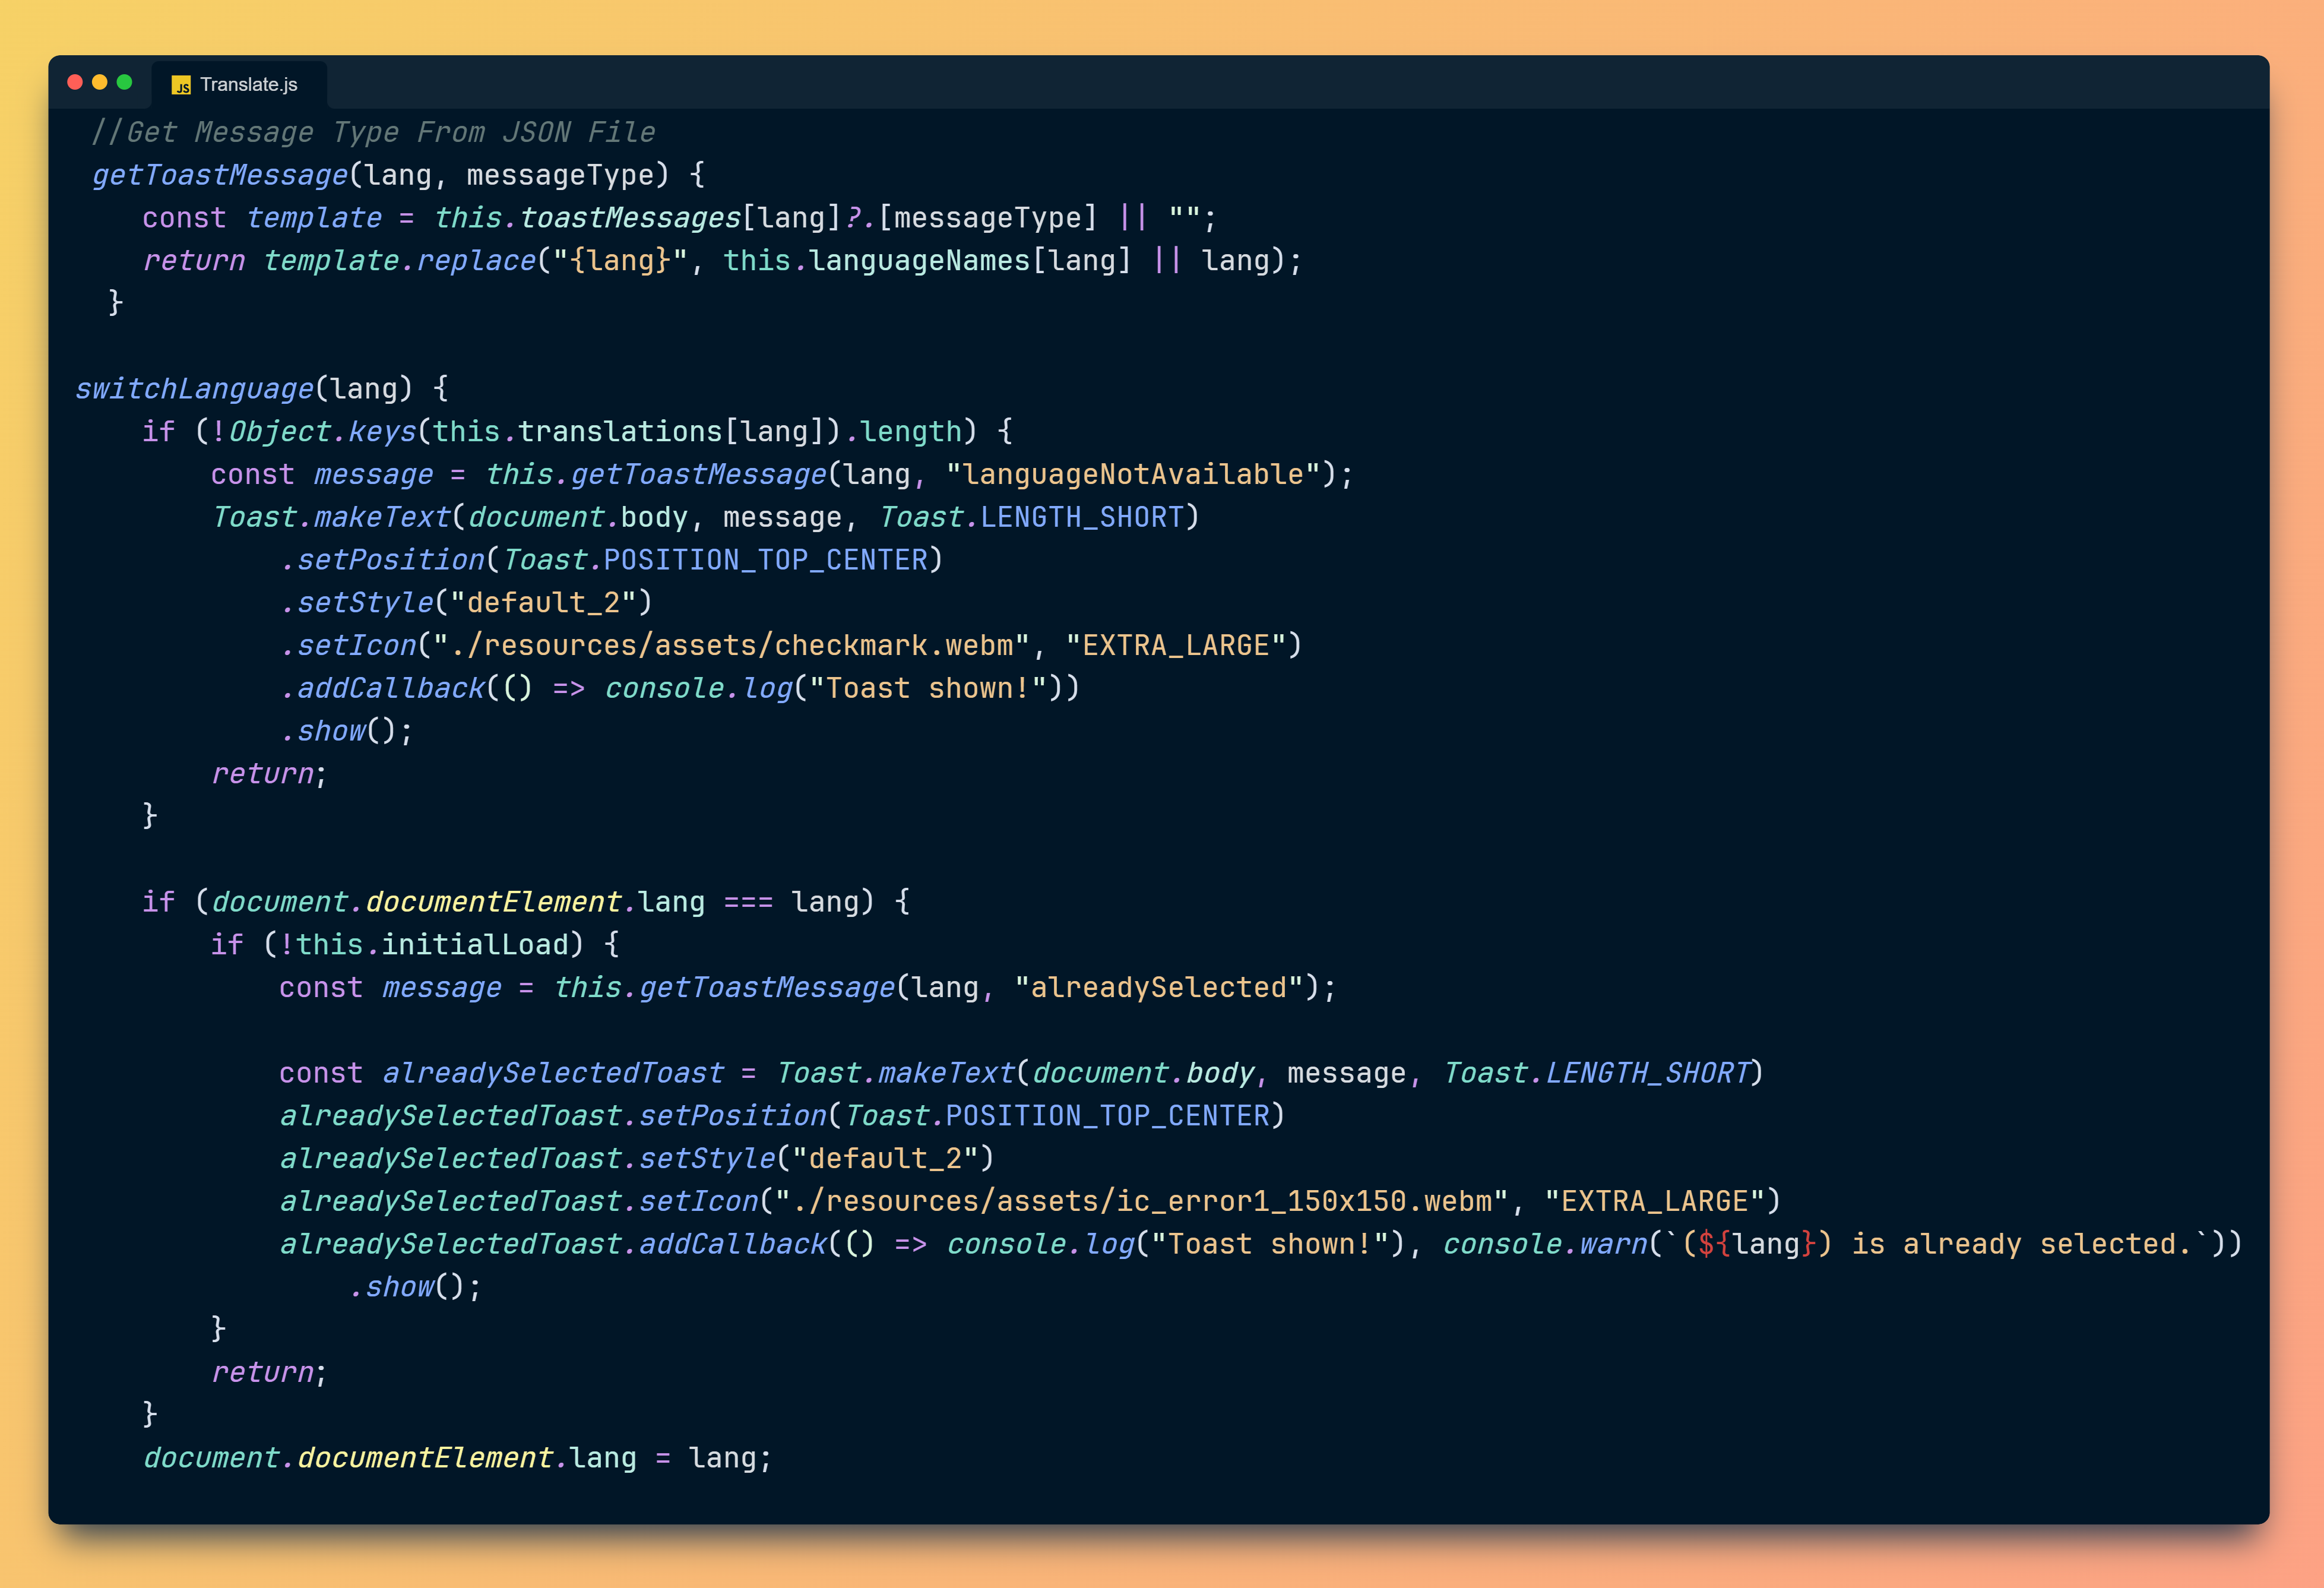 JS Translate.js
//Get Message Type From JSON File
getToastMessage(lang, messageType) {
const template = this.toastMessages[lang]?.[messageType] || "";
return template.replace("{lang}", this.languageNames[lang] || lang);
}
switchLanguage(lang) {
if (!Object.keys(this.translations[lang]).length) {
const message = this.getToastMessage(lang, "languageNotAvailable");
Toast.makeText(document.body, message, Toast.LENGTH_SHORT)
.setPosition(Toast.POSITION_TOP_CENTER)
.setStyle("default_2")
.setIcon("./resources/assets/checkmark.webm", "EXTRA_LARGE")
.addCallback(() => console.log("Toast shown!"))
.show();
return;
}
if (document.documentElement.lang === lang) {
if (!this.initialLoad) {
const message = this.getToastMessage(lang, "alreadySelected");
const alreadySelectedToast = Toast.makeText(document.body, message, Toast.LENGTH_SHORT)
alreadySelectedToast.setPosition(Toast.POSITION_TOP_CENTER)
alreadySelectedToast.setStyle("default_2")
alreadySelectedToast.setIcon("./resources/assets/ic_error1_150x150.webm", "EXTRA_LARGE")
alreadySelectedToast.addCallback(() => console.log("Toast shown!"), console.warn(`(${lang}) is already selected.`))
.show();
}
return;
}
document.documentElement.lang = lang;